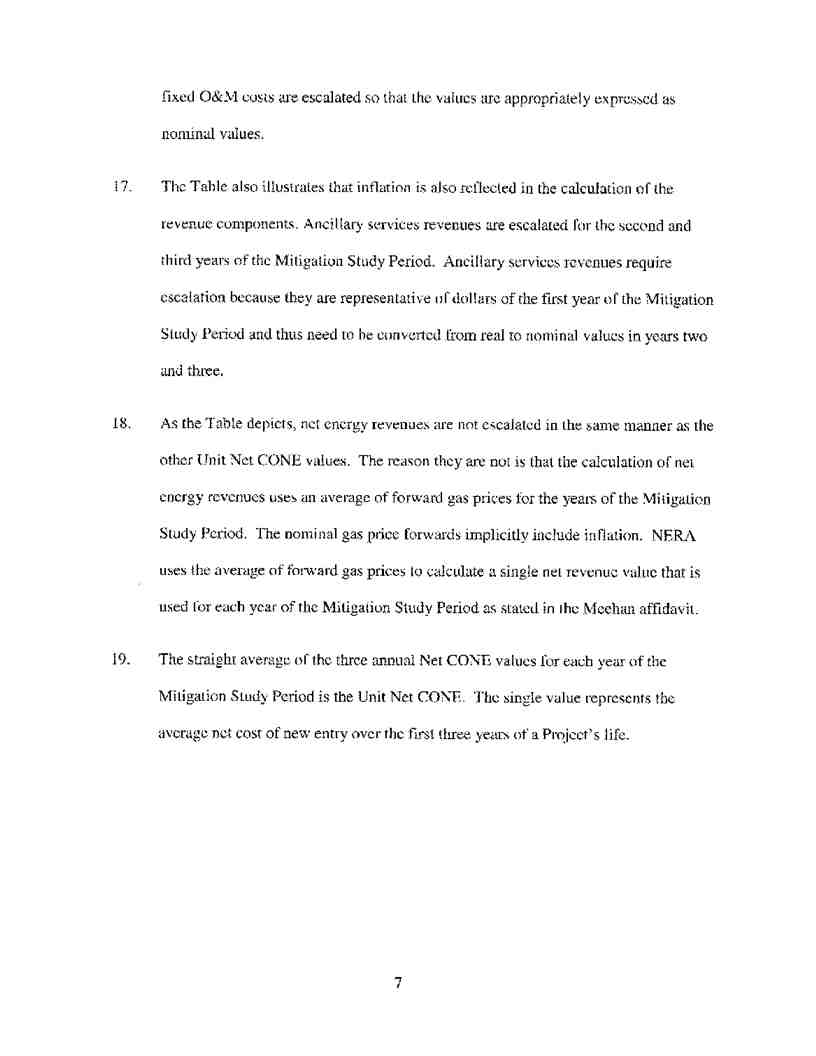 fixed O&M costs are escalated so that the values are appropriately expressed as
nominal values.
17. The Table also illustrates that inflation is also reflected in the calculation of the
revenue components. Ancillary services revenues are escalated for the second and
third years of the Mitigation Study Period. Ancillary services revenues require
escalation because they are representative of dollars of the first year of the Mitigation
Study Period and thus need to be converted from real to nominal values in years two
and three.
18. As the Table depicts, net energy revenues are not escalated in the same manner as the
other Unit Net CONE values. The reason they are not is that the calculation of net
energy revenues uses an average of forward gas prices for the years of the Mitigation
Study Period. The nominal gas price forwards implicitly include inflation. NERA
uses the average of forward gas prices to calculate a single net revenue value that is
used for each year of the Mitigation Study Period as stated in the Meehan affidavit.
19. The straight average of the three annual Net CONE values for each year of the
Mitigation Study Period is the Unit Net CONE. The single value represents the
average net cost of new entry over the first three years of a Project's life.
7